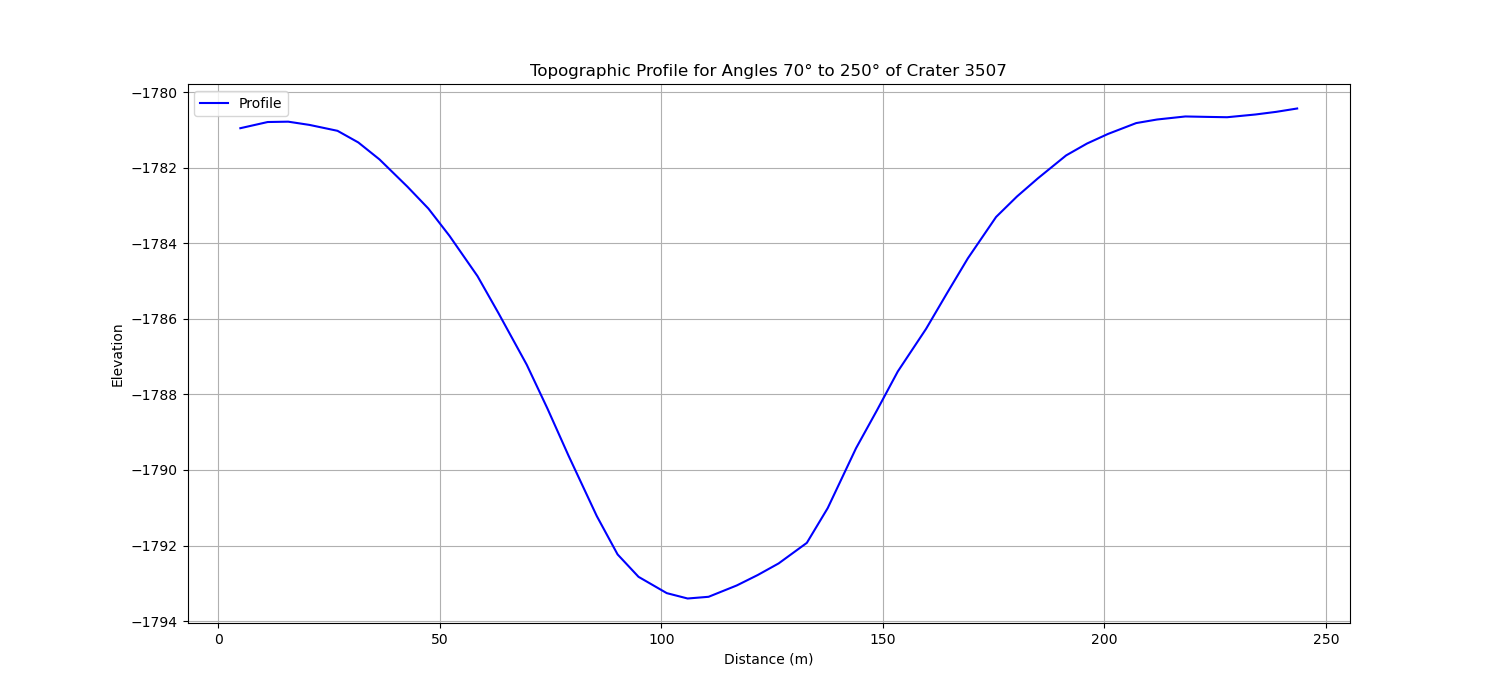 Topographic Profile for Angles 70° to 250° of Crater 3507
Profile
−1780
−1782
−1784
−1786
−1788
−1790
−1792
−1794
Elevation
0 50 100 150 200 250
Distance (m)